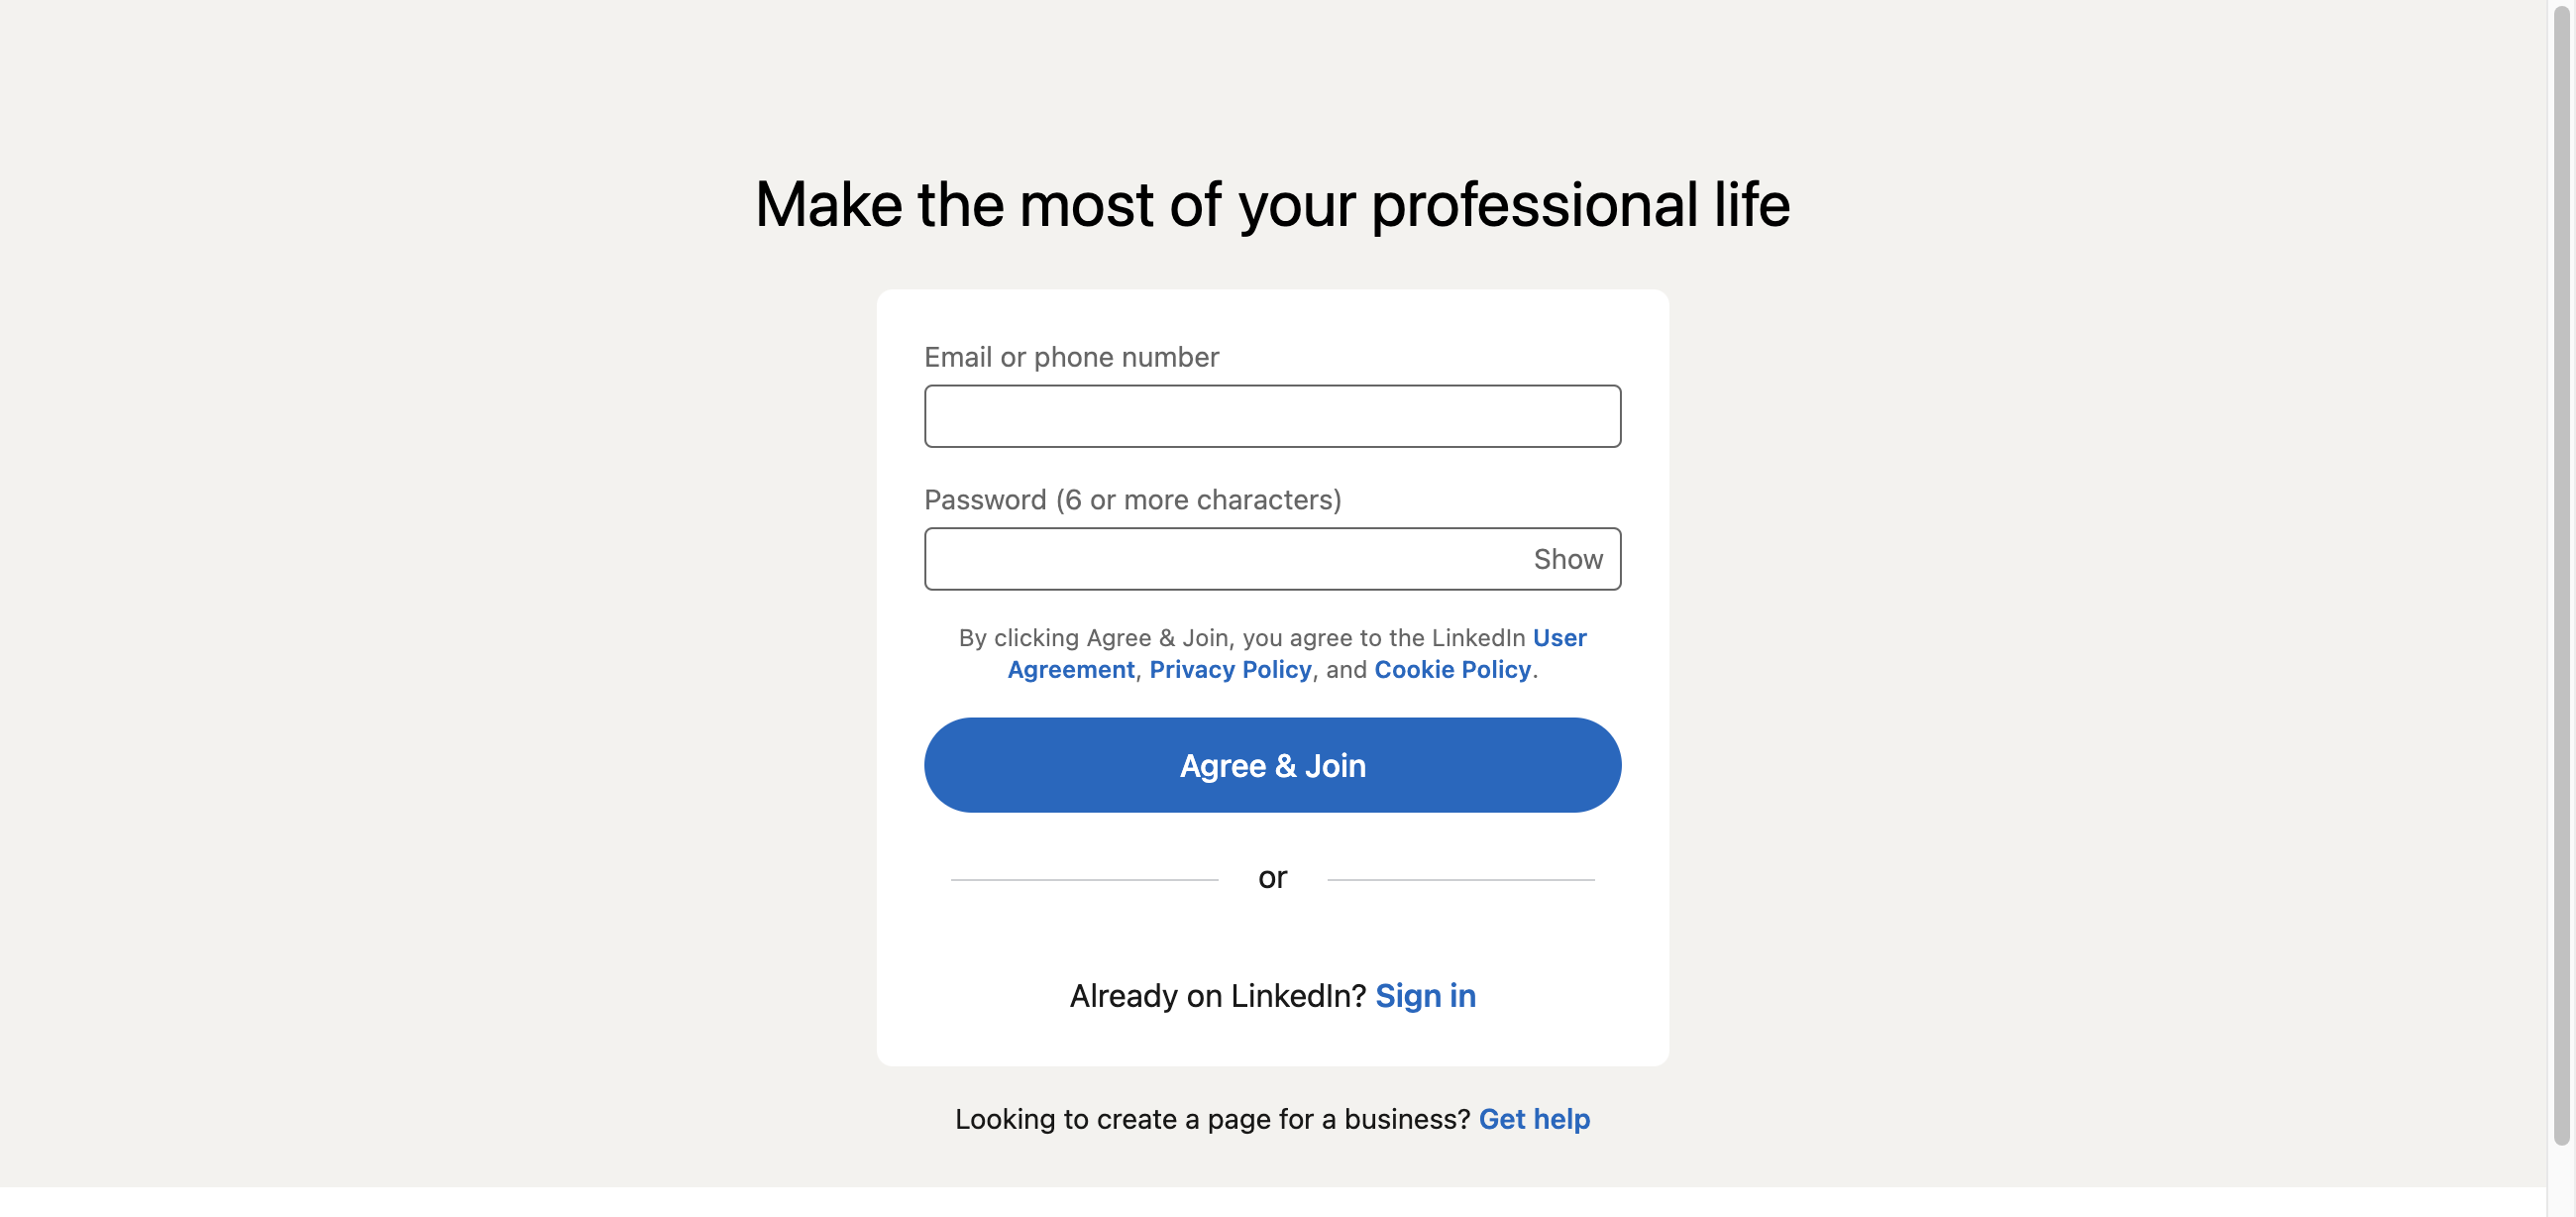 Make the most of your professional life
Email or phone number
Password (6 or more characters)
Show
By clicking Agree & Join, you agree to the LinkedIn User
Agreement, Privacy Policy, and Cookie Policy.
Agree & Join
or
Already on LinkedIn? Sign in
Looking to create a page for a business? Get help